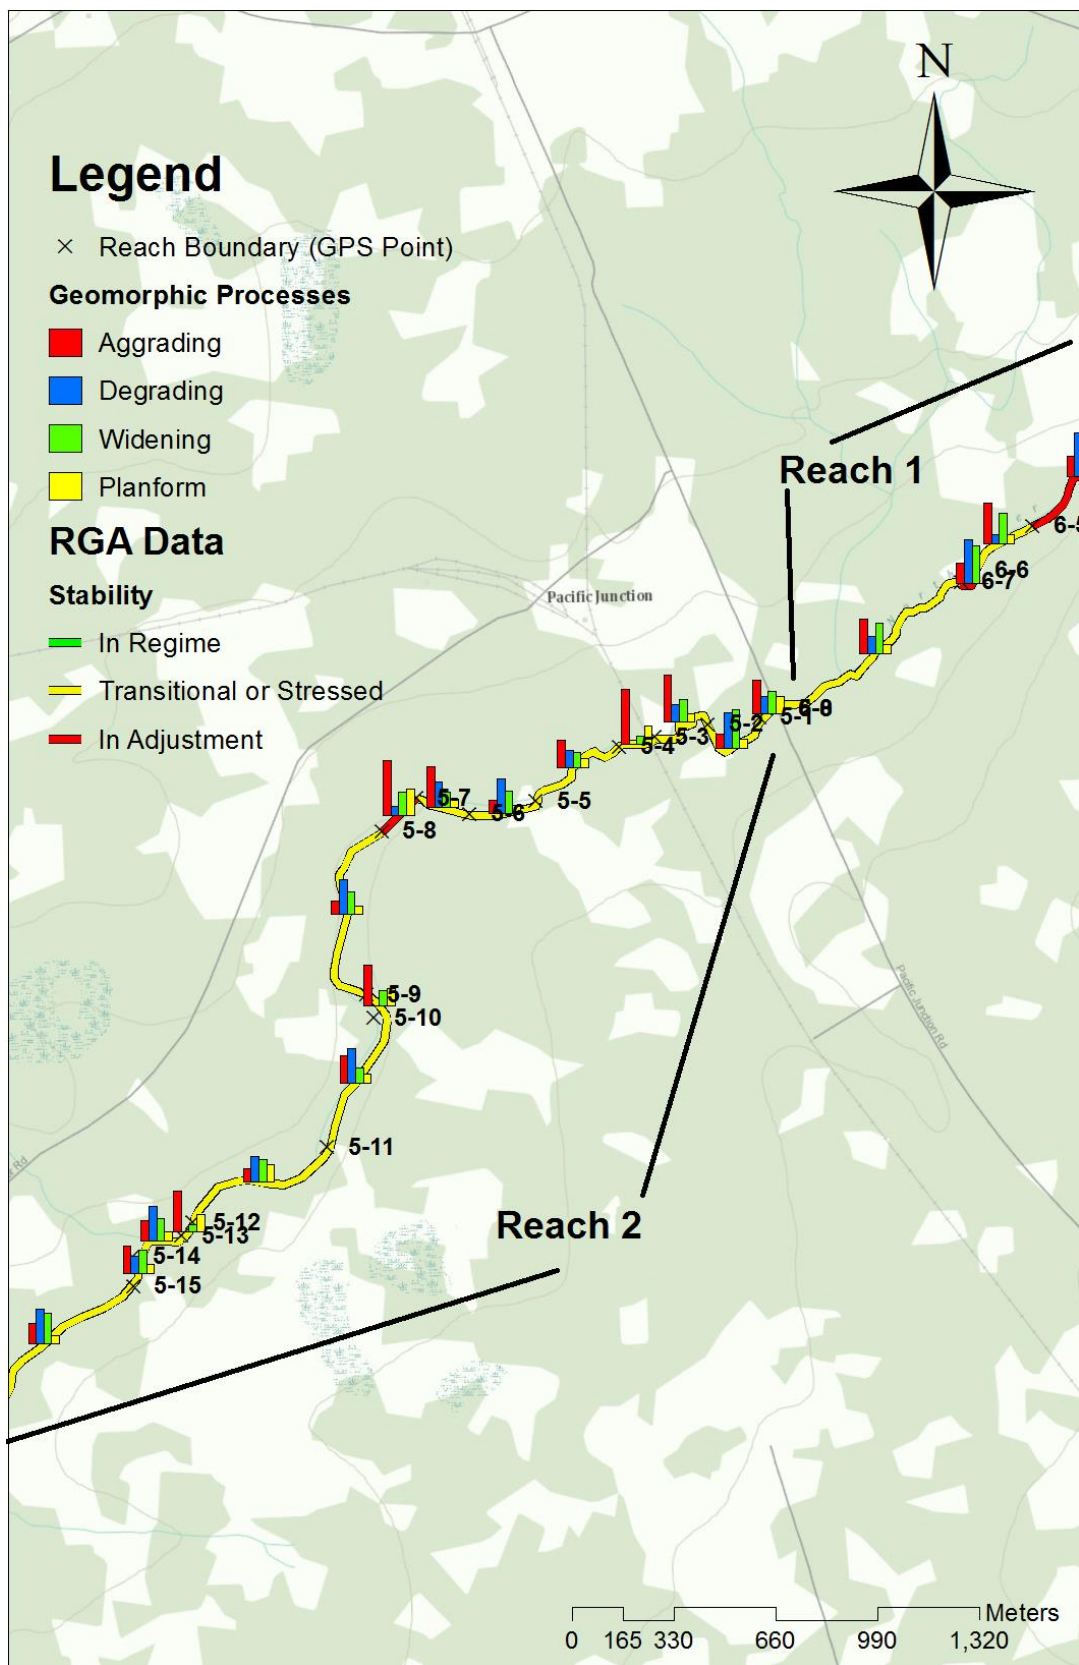 N
Legend
Reach Boundary (GPS Point)
Geomorphic Processes
Aggrading
Degrading
Widening
Planform
RGA Data
Stability
In Regime
Transitional or Stressed
In Adjustment
Reach 1
6-5
6-6
6-7
Pacific Junction
5-1
5-2
5-3
5-4
5-5
5-6
5-7
5-8
5-9
5-10
Pacific Junction Rd
5-11
Rd
5-12
5-13
5-14
5-15
Reach 2
Meters
0 165 330 660 990 1,320